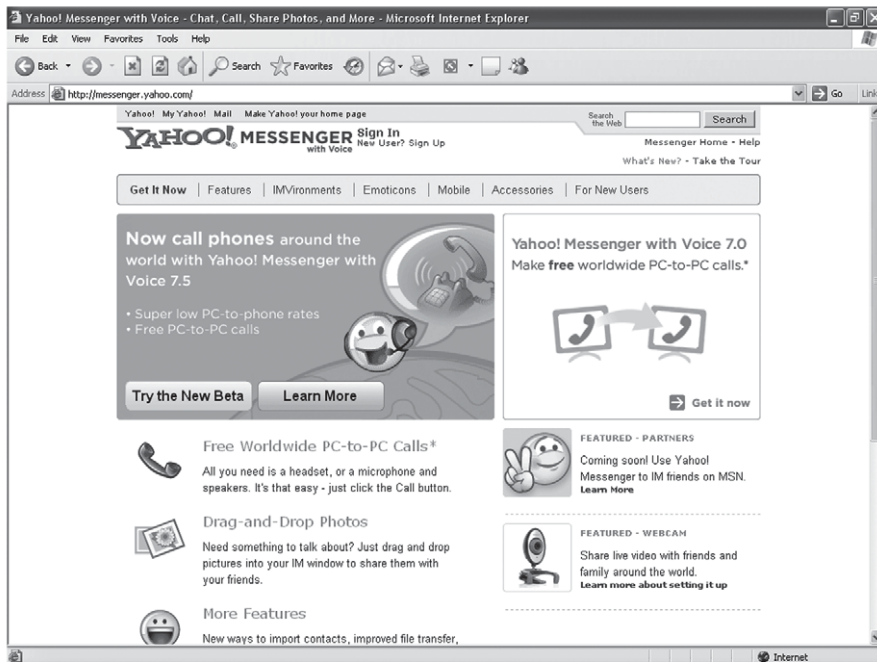 Yahoo! Messenger with Voice - Chat, Call, Share Photos, and More - Microsoft Internet Explorer
File Edit View Favorites Tools Help
Back Search Favorites
Address http://messenger.yahoo.com/ Go Link
Yahoo! My Yahoo! Mail Make Yahoo! your home page
Search the Web Search
YAHOO! MESSENGER with Voice
Sign In
New User? Sign Up
Messenger Home - Help
What's New? - Take the Tour
Get It Now | Features | IMVironments | Emoticons | Mobile | Accessories | For New Users
Now call phones around the
world with Yahoo! Messenger with
Voice 7.5
• Super low PC-to-phone rates
• Free PC-to-PC calls
Try the New Beta Learn More
Yahoo! Messenger with Voice 7.0
Make free worldwide PC-to-PC calls.*
Get it now
Free Worldwide PC-to-PC Calls*
All you need is a headset, or a microphone and
speakers. It's that easy - just click the Call button.
Drag-and-Drop Photos
Need something to talk about? Just drag and drop
pictures into your IM window to share them with
your friends.
More Features
New ways to import contacts, improved file transfer,
FEATURED - PARTNERS
Coming soon! Use Yahoo!
Messenger to IM friends on MSN.
Learn More
FEATURED - WEBCAM
Share live video with friends and
family around the world.
Learn more about setting it up
Internet